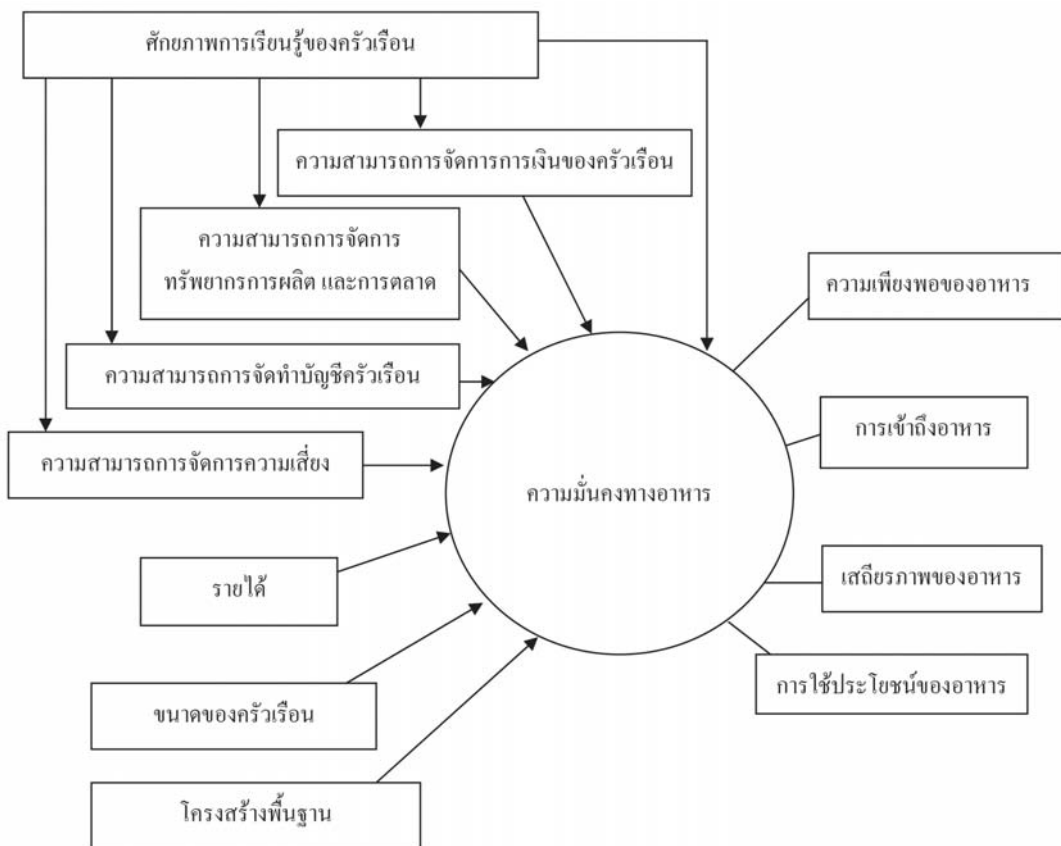 ศักยภาพการเรียนรู้ของครัวเรือน
ความสามารถการจัดการการเงินของครัวเรือน
ความสามารถการจัดการ
ทรัพยากรการผลิต และการตลาด
ความเพียงพอของอาหาร
ความสามารถการจัดทำบัญชีครัวเรือน
การเข้าถึงอาหาร
ความสามารถการจัดการความเสี่ยง
ความมั่นคงทางอาหาร
เสถียรภาพของอาหาร
รายได้
การใช้ประโยชน์ของอาหาร
ขนาดของครัวเรือน
โครงสร้างพื้นฐาน